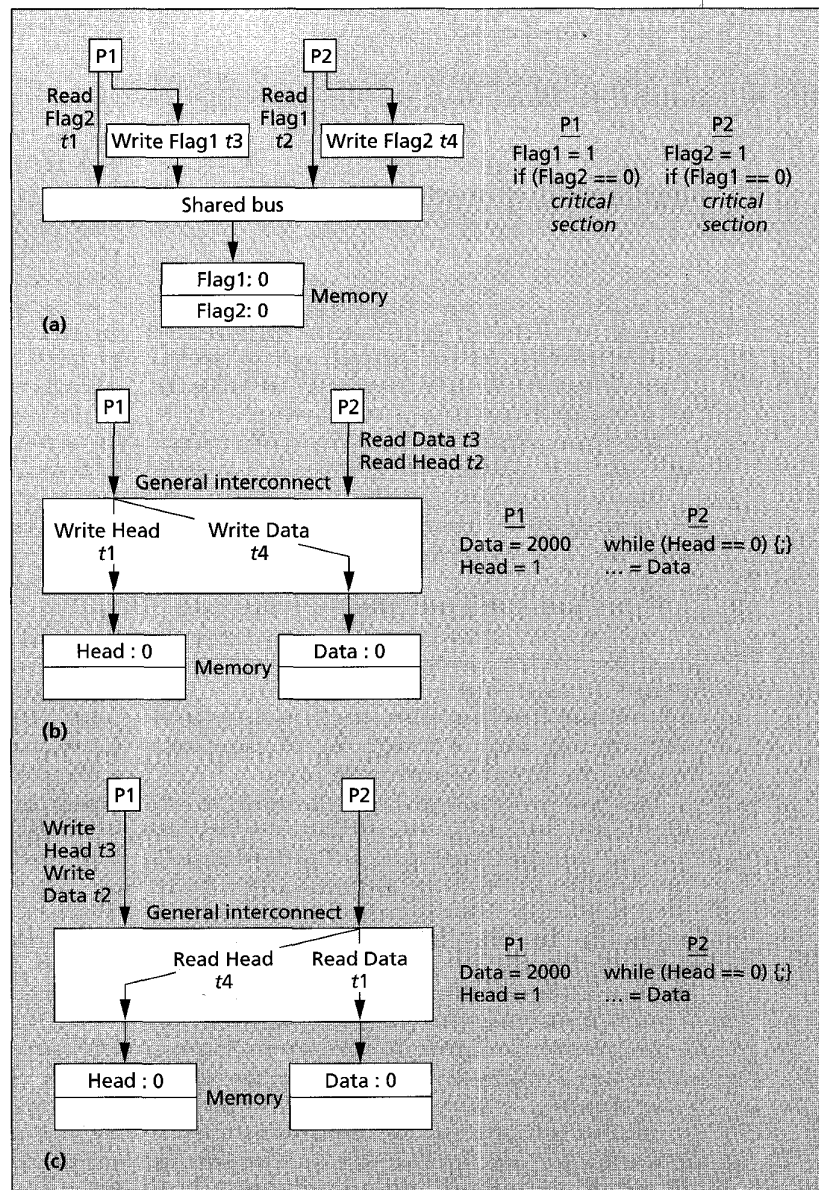 P1
P2
Read
Flag2
t1
Write Flag1 t3
Read
Flag1
t2
Write Flag2 t4
Shared bus
Flag1: 0
Flag2: 0
Memory
(a)
P1
Flag1 = 1
if (Flag2 == 0)
critical
section
P2
Flag2 = 1
if (Flag1 == 0)
critical
section
P1
P2
Read Data t3
Read Head t2
General interconnect
Write Head
t1
Write Data
t4
Head : 0
Memory
Data : 0
(b)
P1
Data = 2000
Head = 1
P2
while (Head == 0) {;}
... = Data
P1
P2
Write
Head t3
Write
Data t2
General interconnect
Read Head
t4
Read Data
t1
Head : 0
Memory
Data : 0
(c)
P1
Data = 2000
Head = 1
P2
while (Head == 0) {;}
... = Data